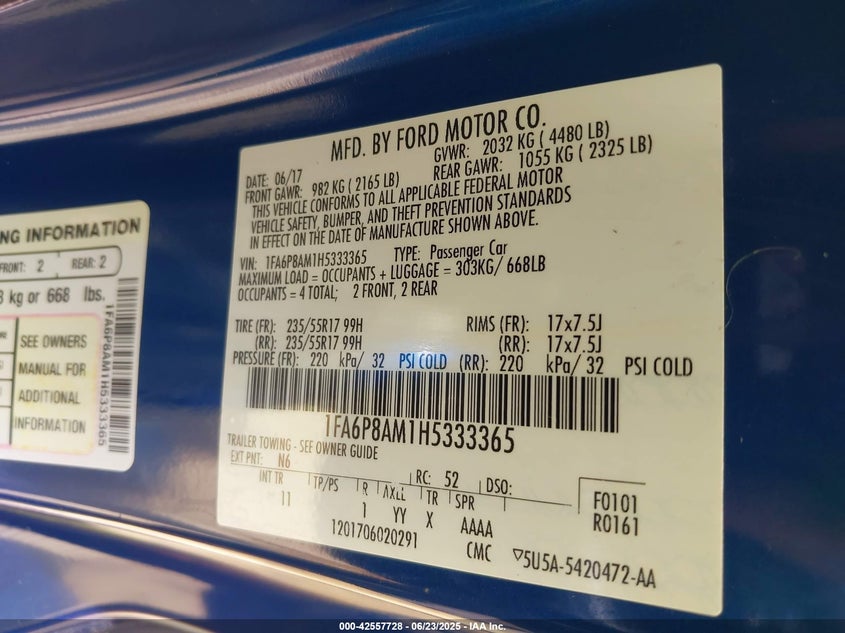 NG INFORMATION
FRONT: 2 REAR: 2
kg or 668 lbs.
SEE OWNERS
MANUAL FOR
ADDITIONAL
INFORMATION
1FA6P8AM1H5333365
MFD. BY FORD MOTOR CO.
DATE: 06/17 GVWR: 2032 KG ( 4480 LB)
FRONT GAWR: 982 KG ( 2165 LB) REAR GAWR: 1055 KG ( 2325 LB)
THIS VEHICLE CONFORMS TO ALL APPLICABLE FEDERAL MOTOR
VEHICLE SAFETY, BUMPER, AND THEFT PREVENTION STANDARDS
IN EFFECT ON THE DATE OF MANUFACTURE SHOWN ABOVE.
VIN: 1FA6P8AM1H5333365 TYPE: Passenger Car
MAXIMUM LOAD = OCCUPANTS + LUGGAGE = 303KG/ 668LB
OCCUPANTS = 4 TOTAL; 2 FRONT, 2 REAR
TIRE (FR): 235/55R17 99H RIMS (FR): 17x7.5J
(RR): 235/55R17 99H (RR): 17x7.5J
PRESSURE (FR): 220 kPa/ 32 PSI COLD (RR): 220 kPa/ 32 PSI COLD
1FA6P8AM1H5333365
TRAILER TOWING - SEE OWNER GUIDE
EXT PNT: N6 RC: 52 DSO:
INT TR TP/PS R AXLE TR SPR F0101
11 1 YY X AAAA R0161
1201706020291 CMC ▽5U5A-5420472-AA
000-42557728 - 06/23/2025 - IAA Inc.